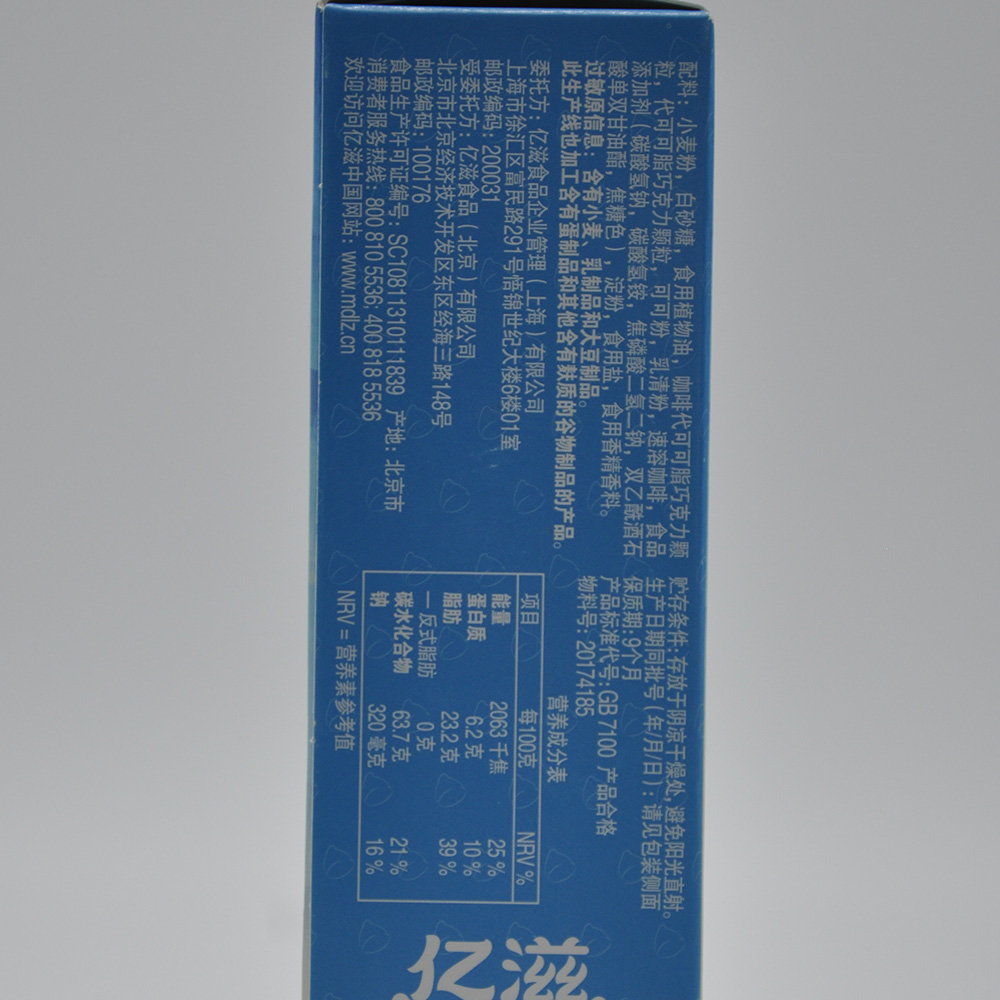 配料：小麦粉，白砂糖，食用植物油，咖啡代可可脂巧克力颗
粒，代可可脂巧克力颗粒，可可粉，乳清粉，速溶咖啡，食品
添加剂（碳酸氢钠，碳酸氢铵，焦磷酸二氢二钠，双乙酰酒石
酸单双甘油酯，焦糖色），淀粉，食用盐，食用香精香料。
过敏原信息：含有小麦、乳制品和大豆制品。
此生产线也加工含有蛋制品和其他含有麸质的谷物制品的产品。
委托方：亿滋食品企业管理（上海）有限公司
上海市徐汇区富民路291号悟锦世纪大楼6楼01室
邮政编码：200031
受委托方：亿滋食品（北京）有限公司
北京市北京经济技术开发区东区经海三路148号
邮政编码：100176
食品生产许可证编号：SC10811310111839 产地：北京市
消费者服务热线：800 810 5536; 400 818 5536
欢迎访问亿滋中国网站：www.mdlz.cn
贮存条件:存放于阴凉干燥处,避免阳光直射。
生产日期同批号（年/月/日）：请见包装侧面
保质期:9个月
产品标准代号:GB 7100 产品合格
物料号:20174185
营养成分表
项目 每100克 NRV %
能量 2063 千焦 25 %
蛋白质 6.2 克 10 %
脂肪 23.2 克 39 %
一 反式脂肪 0 克
碳水化合物 63.7 克 21 %
钠 320 毫克 16 %
NRV = 营养素参考值
亿滋